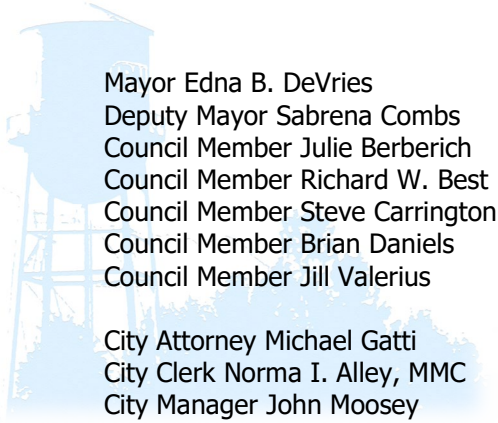 Mayor Edna B. DeVries
Deputy Mayor Sabrena Combs
Council Member Julie Berberich
Council Member Richard W. Best
Council Member Steve Carrington
Council Member Brian Daniels
Council Member Jill Valerius
City Attorney Michael Gatti
City Clerk Norma I. Alley, MMC
City Manager John Moosey